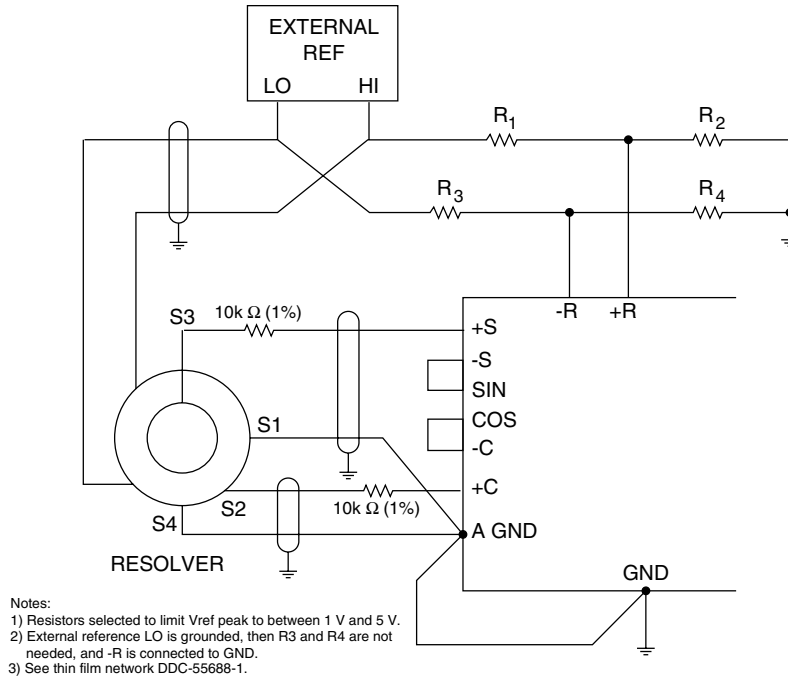 EXTERNAL
REF
LO HI
R1 R2
R3 R4
-R +R
S3 10k Ω (1%)
+S
-S
SIN
COS
-C
S1
+C
S2
10k Ω (1%)
S4
A GND
RESOLVER
GND
Notes:
1) Resistors selected to limit Vref peak to between 1 V and 5 V.
2) External reference LO is grounded, then R3 and R4 are not
needed, and -R is connected to GND.
3) See thin film network DDC-55688-1.